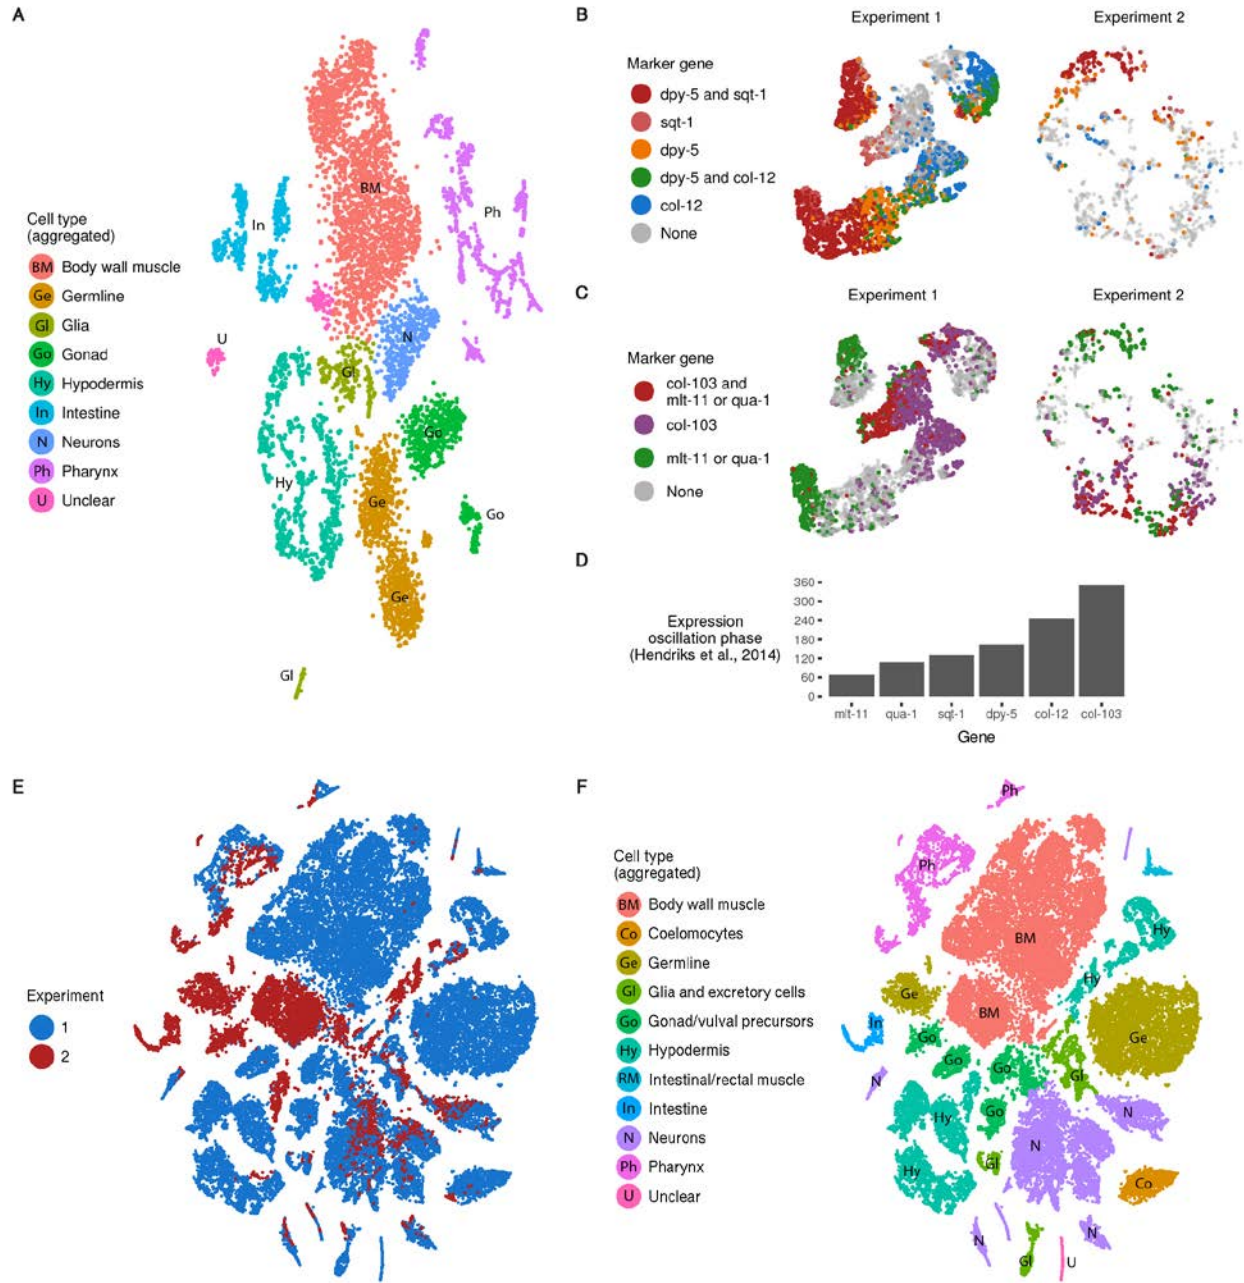 A
BM
Ph
In
U
N
Gl
Go
Hy
Ge
Go
Ge
Gl
Cell type
(aggregated)
BM Body wall muscle
Ge Germline
Gl Glia
Go Gonad
Hy Hypodermis
In Intestine
N Neurons
Ph Pharynx
U Unclear
B
Experiment 1
Experiment 2
Marker gene
dpy-5 and sqt-1
sqt-1
dpy-5
dpy-5 and col-12
col-12
None
C
Experiment 1
Experiment 2
Marker gene
col-103 and
mlt-11 or qua-1
col-103
mlt-11 or qua-1
None
D
Expression
oscillation phase
(Hendriks et al., 2014)
360
300
240
180
120
60
0
mlt-11 qua-1 sqt-1 dpy-5 col-12 col-103
Gene
E
Experiment
1
2
F
Cell type
(aggregated)
BM Body wall muscle
Co Coelomocytes
Ge Germline
Gl Glia and excretory cells
Go Gonad/vulval precursors
Hy Hypodermis
RM Intestinal/rectal muscle
In Intestine
N Neurons
Ph Pharynx
U Unclear
Ph
Ph
BM
Hy
Hy
Ge
BM
In
Go
Ge
Go
Go
Gl
N
Go
N
Hy
N
Gl
Hy
Co
N
N
Gl
U